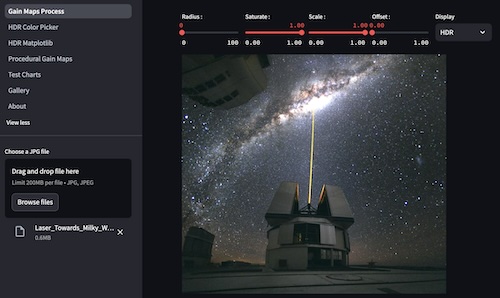 Gain Maps Process
HDR Color Picker
HDR Matplotlib
Procedural Gain Maps
Test Charts
Gallery
About
View less
Choose a JPG file
Drag and drop file here
Limit 200MB per file • JPG, JPEG
Browse files
Laser_Towards_Milky_W...
0.8MB
Radius: Saturate: Scale: Offset: Display
0 1.00 1.00 0.00
0 100 0.00 1.00 0.00 1.00 0.00 1.00
HDR